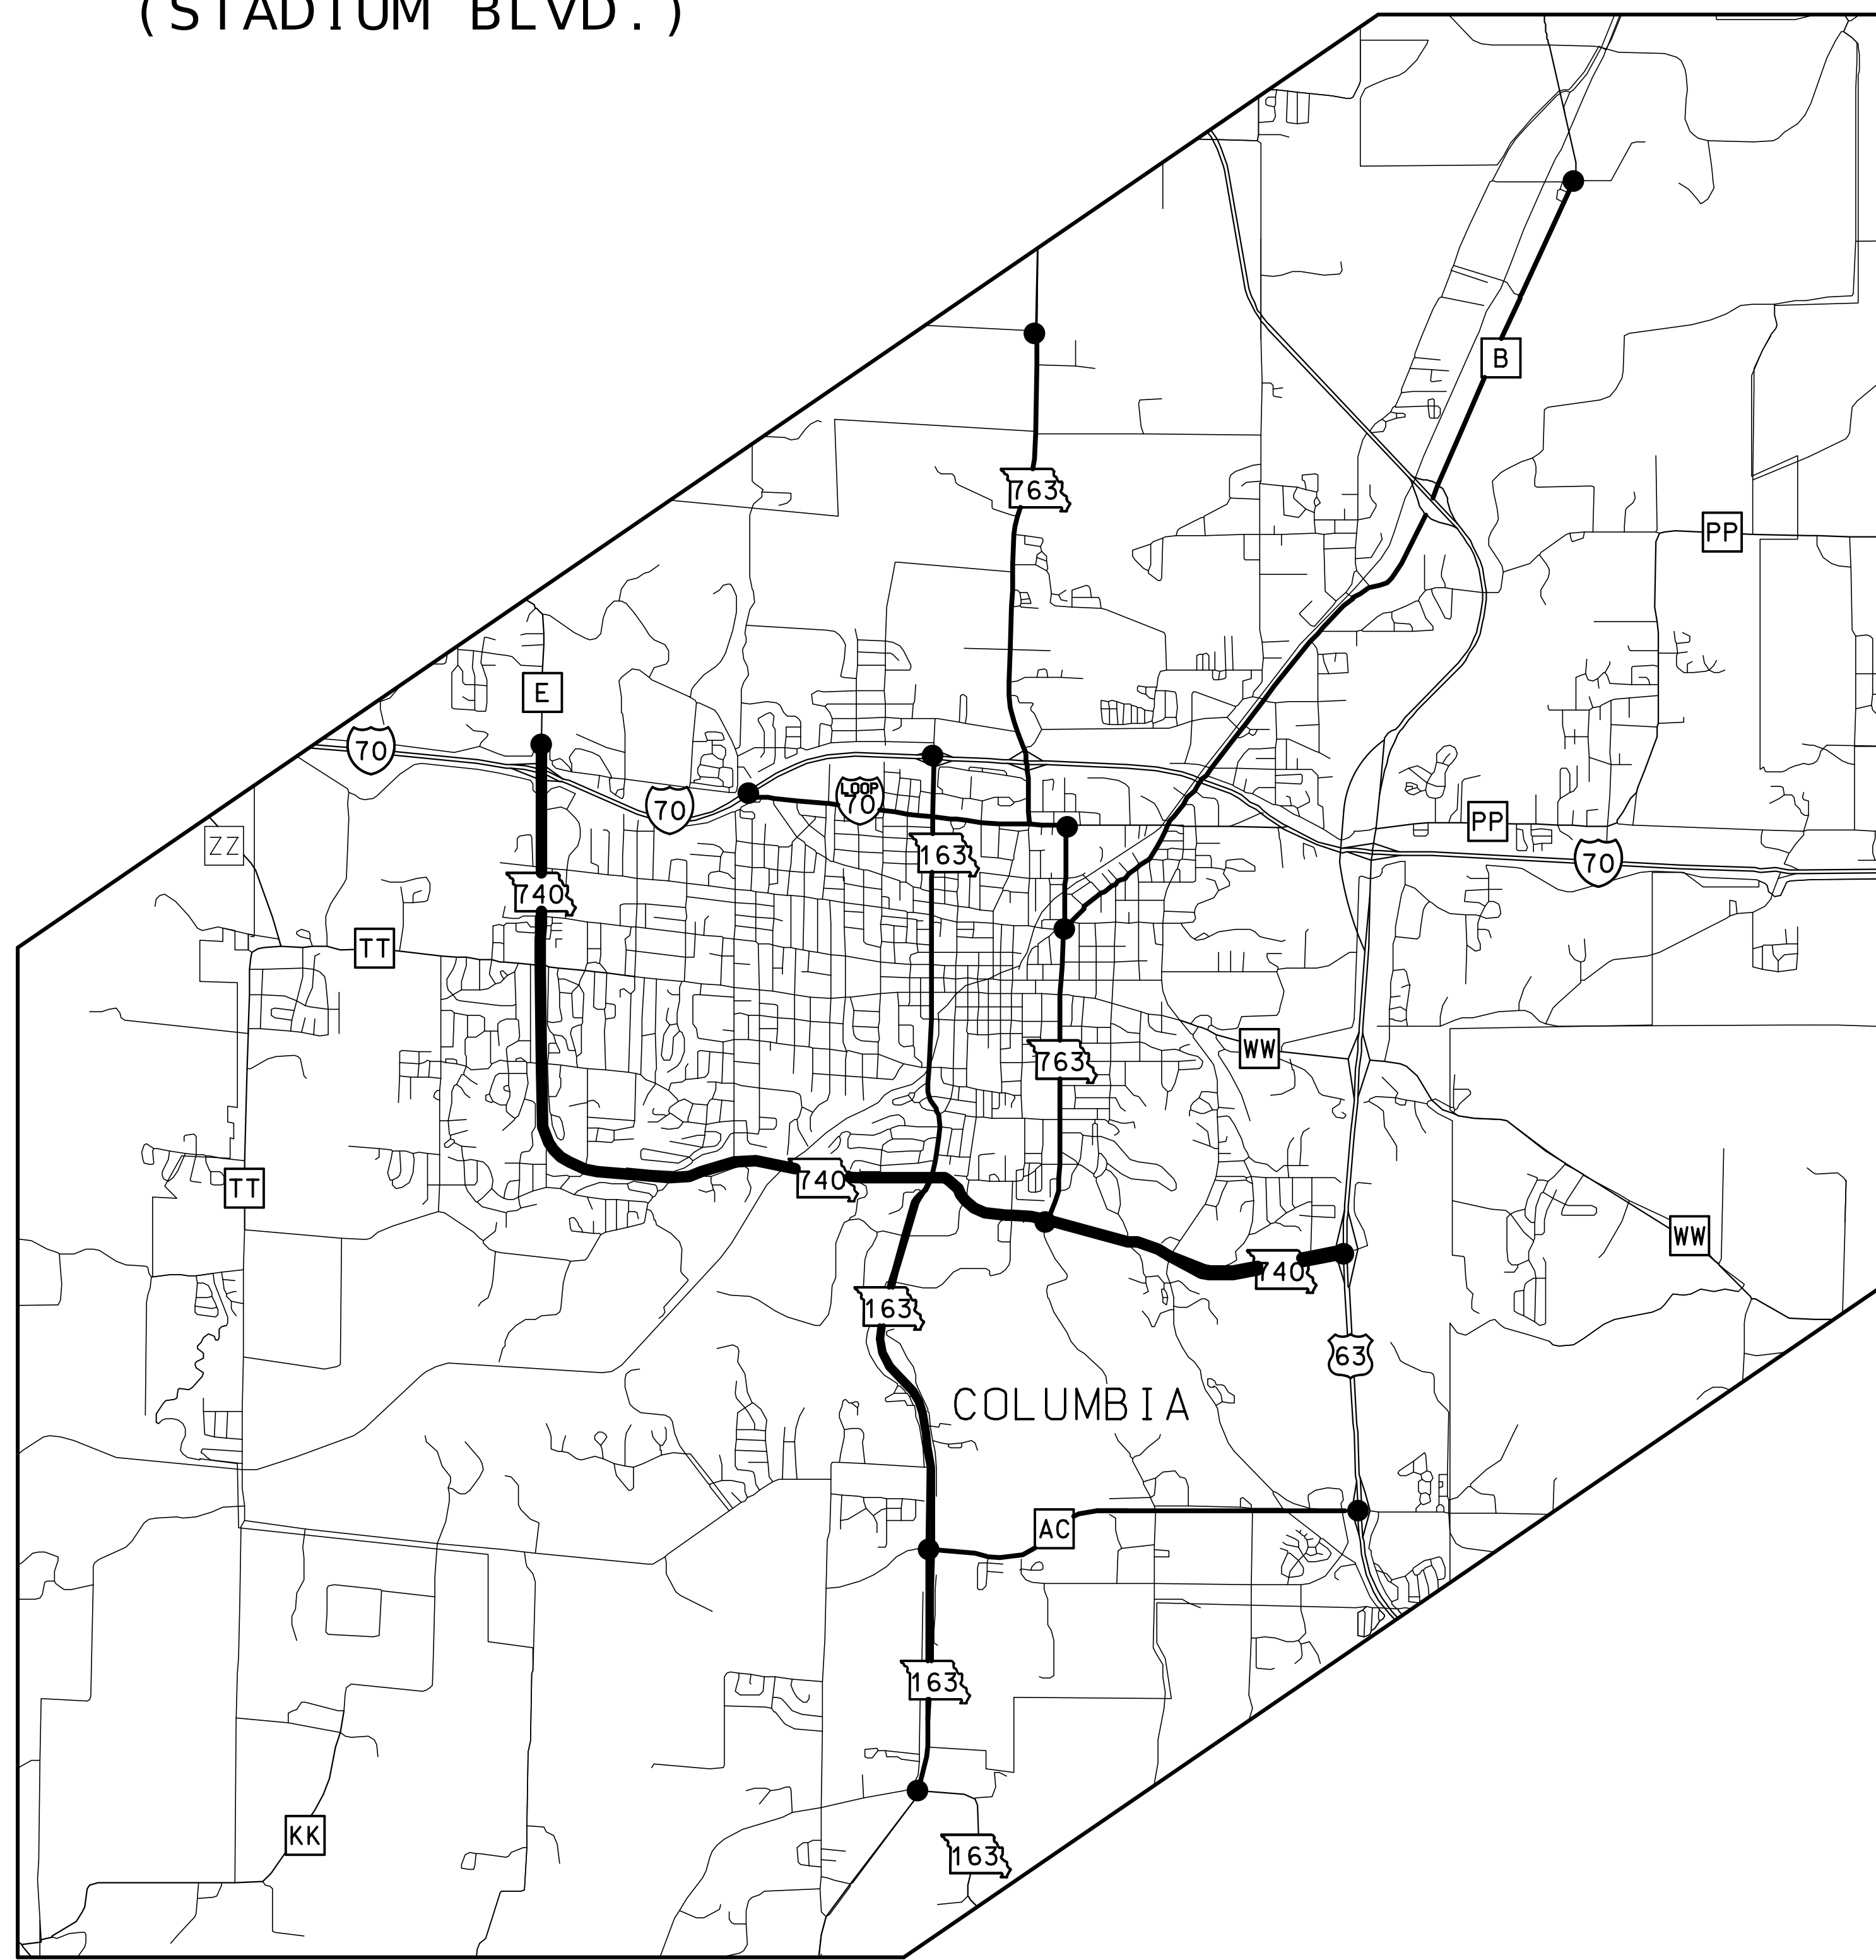 (STADIUM BLVD.)
B
763
PP
E
70
70
LOOP
70
PP
ZZ
163
70
740
TT
WW
763
740
TT
WW
740
163
63
COLUMBIA
AC
163
KK
163